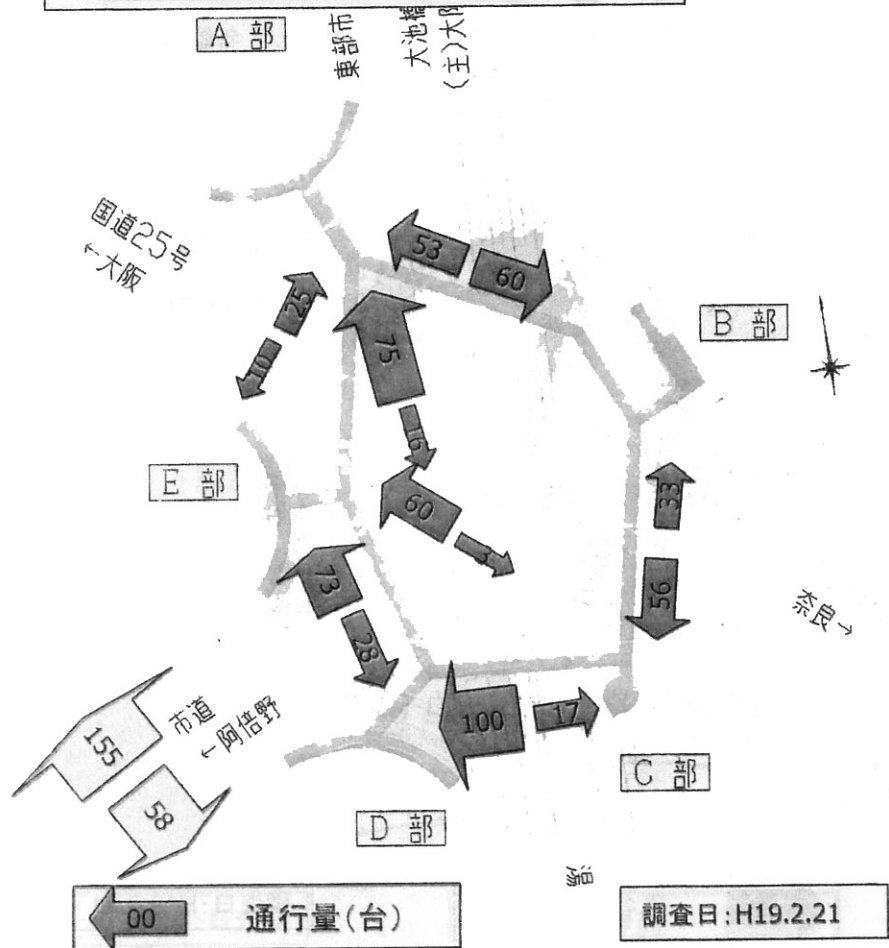 A 部
東部市
大池橋
(主)大阪
国道25号
←大阪
53
60
25
10
75
16
B 部
E 部
60
3
33
73
28
56
奈良→
市道
←阿倍野
155
58
100
17
C 部
D 部
湯
00 通行量(台)
調査日:H19.2.21